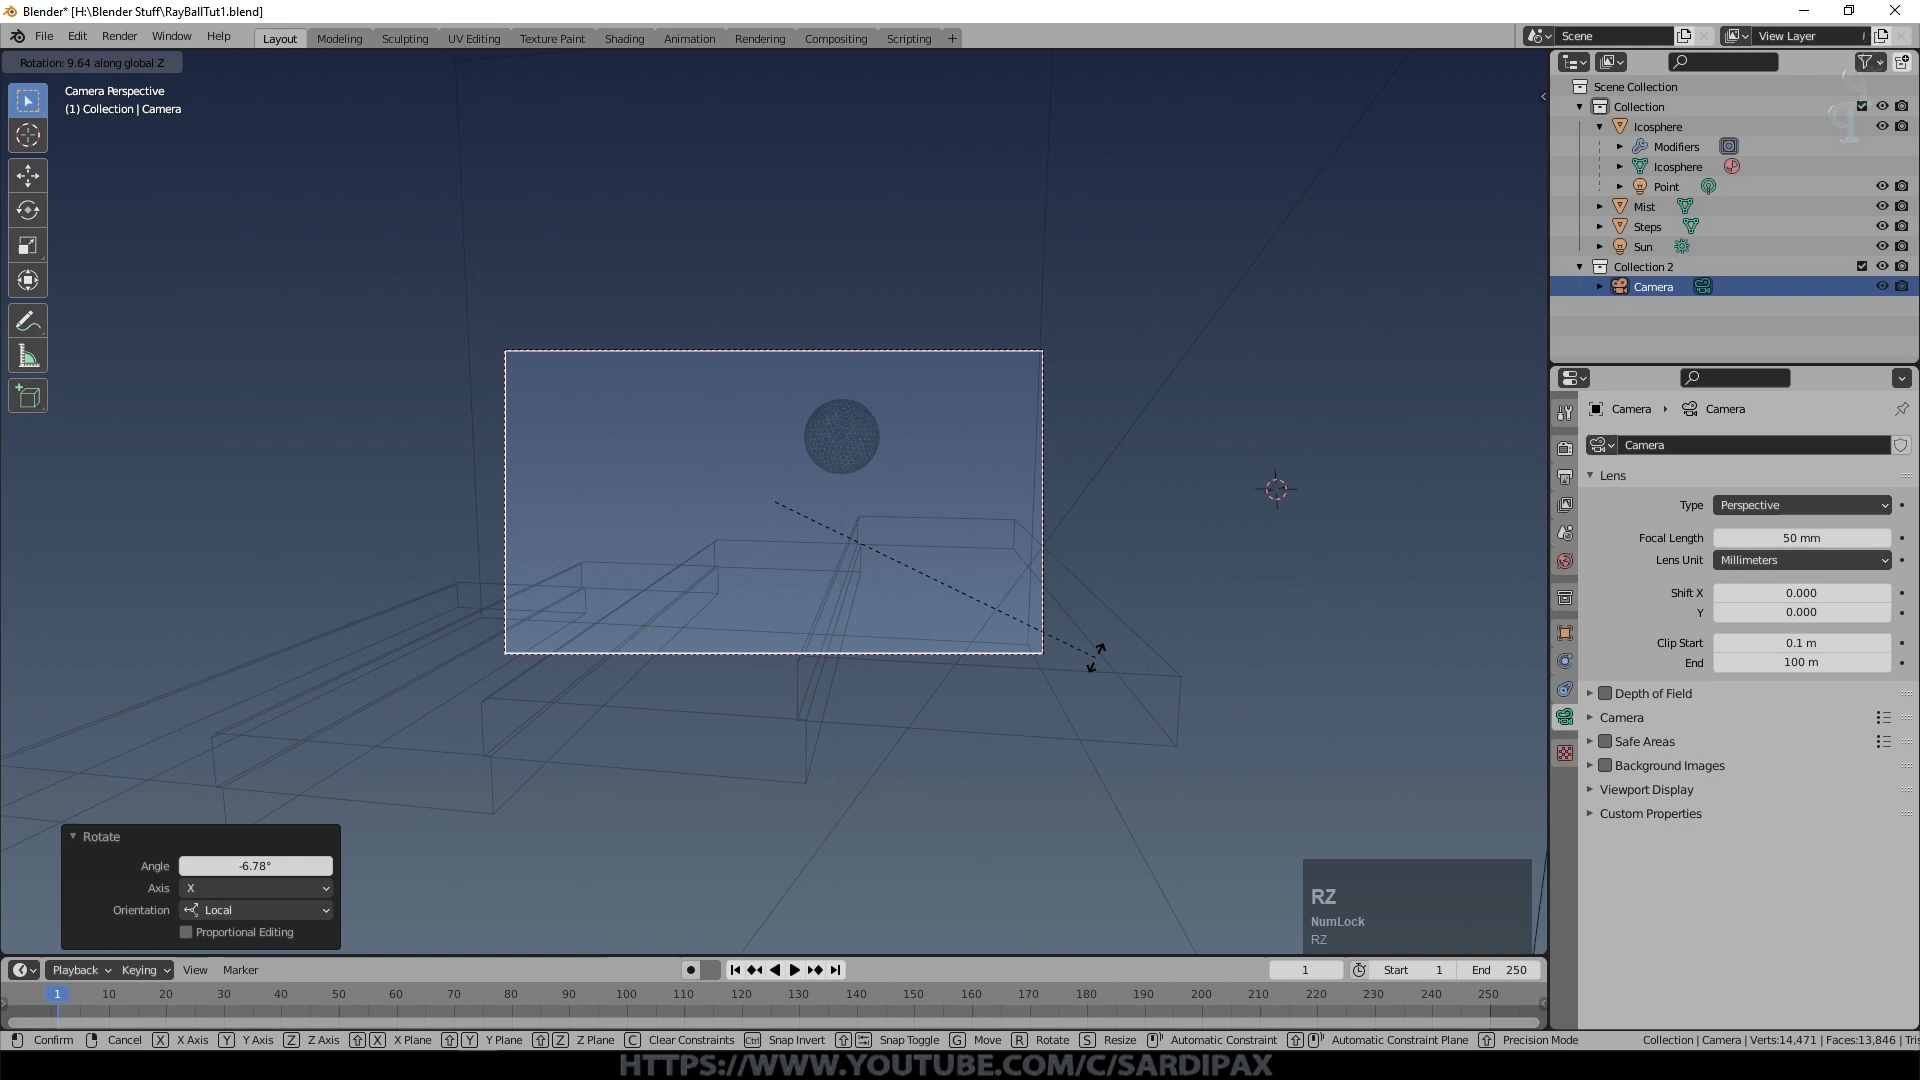 Blender* [H:\Blender Stuff\RayBallTut1.blend]
File Edit Render Window Help Layout Modeling Sculpting UV Editing Texture Paint Shading Animation Rendering Compositing Scripting + Scene View Layer
Rotation: 9.64 along global Z
Camera Perspective
(1) Collection | Camera
Scene Collection
Collection
Icosphere
Modifiers
Icosphere
Point
Mist
Steps
Sun
Collection 2
Camera
Camera Camera
Camera
Lens
Type Perspective
Focal Length 50 mm
Lens Unit Millimeters
Shift X 0.000
Y 0.000
Clip Start 0.1 m
End 100 m
Depth of Field
Camera
Safe Areas
Background Images
Viewport Display
Custom Properties
Rotate
Angle -6.78°
Axis X
Orientation Local
Proportional Editing
RZ
NumLock
RZ
Playback Keying View Marker 1 Start 1 End 250
1 10 20 30 40 50 60 70 80 90 100 110 120 130 140 150 160 170 180 190 200 210 220 230 240 250
Confirm Cancel X X Axis Y Y Axis Z Z Axis X X Plane Y Y Plane Z Z Plane C Clear Constraints Ctrl Snap Invert Snap Toggle G Move R Rotate S Resize Automatic Constraint Automatic Constraint Plane Precision Mode Collection | Camera | Verts:14,471 | Faces:13,846 | Tris
HTTPS://WWW.YOUTUBE.COM/C/SARDIPAX